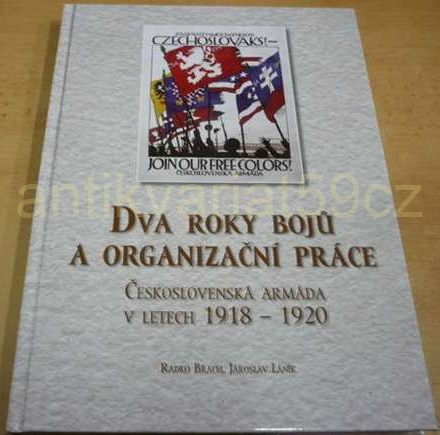 CZECHOSLOVAKS!
JOIN OUR FREE COLORS!
ČESKOSLOVENSKÁ ARMÁDA
antikvariat59cz
DVA ROKY BOJŮ
A ORGANIZAČNÍ PRÁCE
ČESKOSLOVENSKÁ ARMÁDA
V LETECH 1918 – 1920
RADKO BŘACH, JAROSLAV LÁNÍK